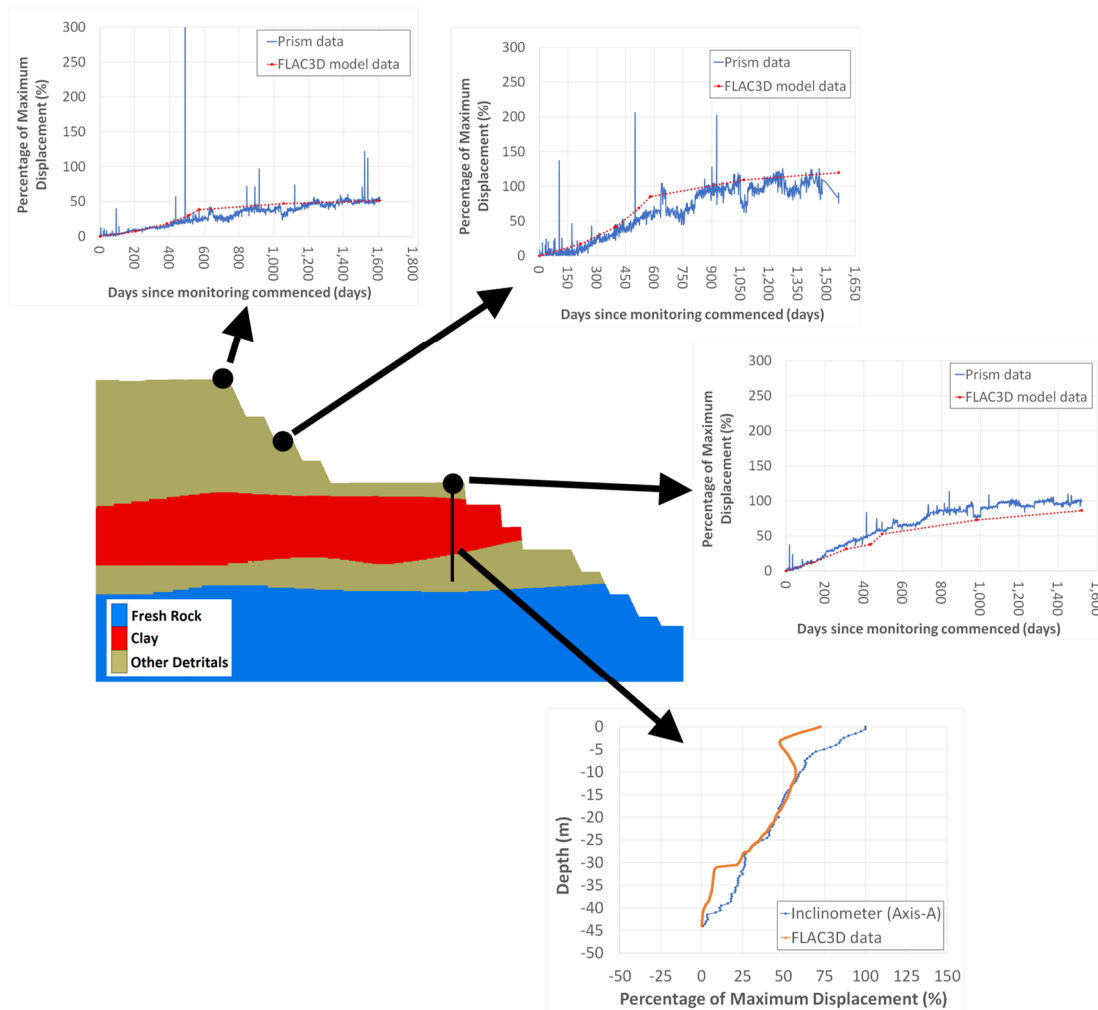 300
250
200
150
100
50
0
Percentage of Maximum
Displacement (%)
Prism data
FLAC3D model data
0
200
400
600
800
1,000
1,200
1,400
1,600
1,800
Days since monitoring commenced (days)
300
250
200
150
100
50
0
Percentage of Maximum
Displacement (%)
Prism data
FLAC3D model data
0
150
300
450
600
750
900
1,050
1,200
1,350
1,500
1,650
Days since monitoring commenced (days)
300
250
200
150
100
50
0
Percentage of Maximum
Displacement (%)
Prism data
FLAC3D model data
0
200
400
600
800
1,000
1,200
1,400
1,600
Days since monitoring commenced (days)
Fresh Rock
Clay
Other Detritals
0
-5
-10
-15
-20
-25
-30
-35
-40
-45
-50
Depth (m)
Inclinometer (Axis-A)
FLAC3D data
-50 -25 0 25 50 75 100 125 150
Percentage of Maximum Displacement (%)